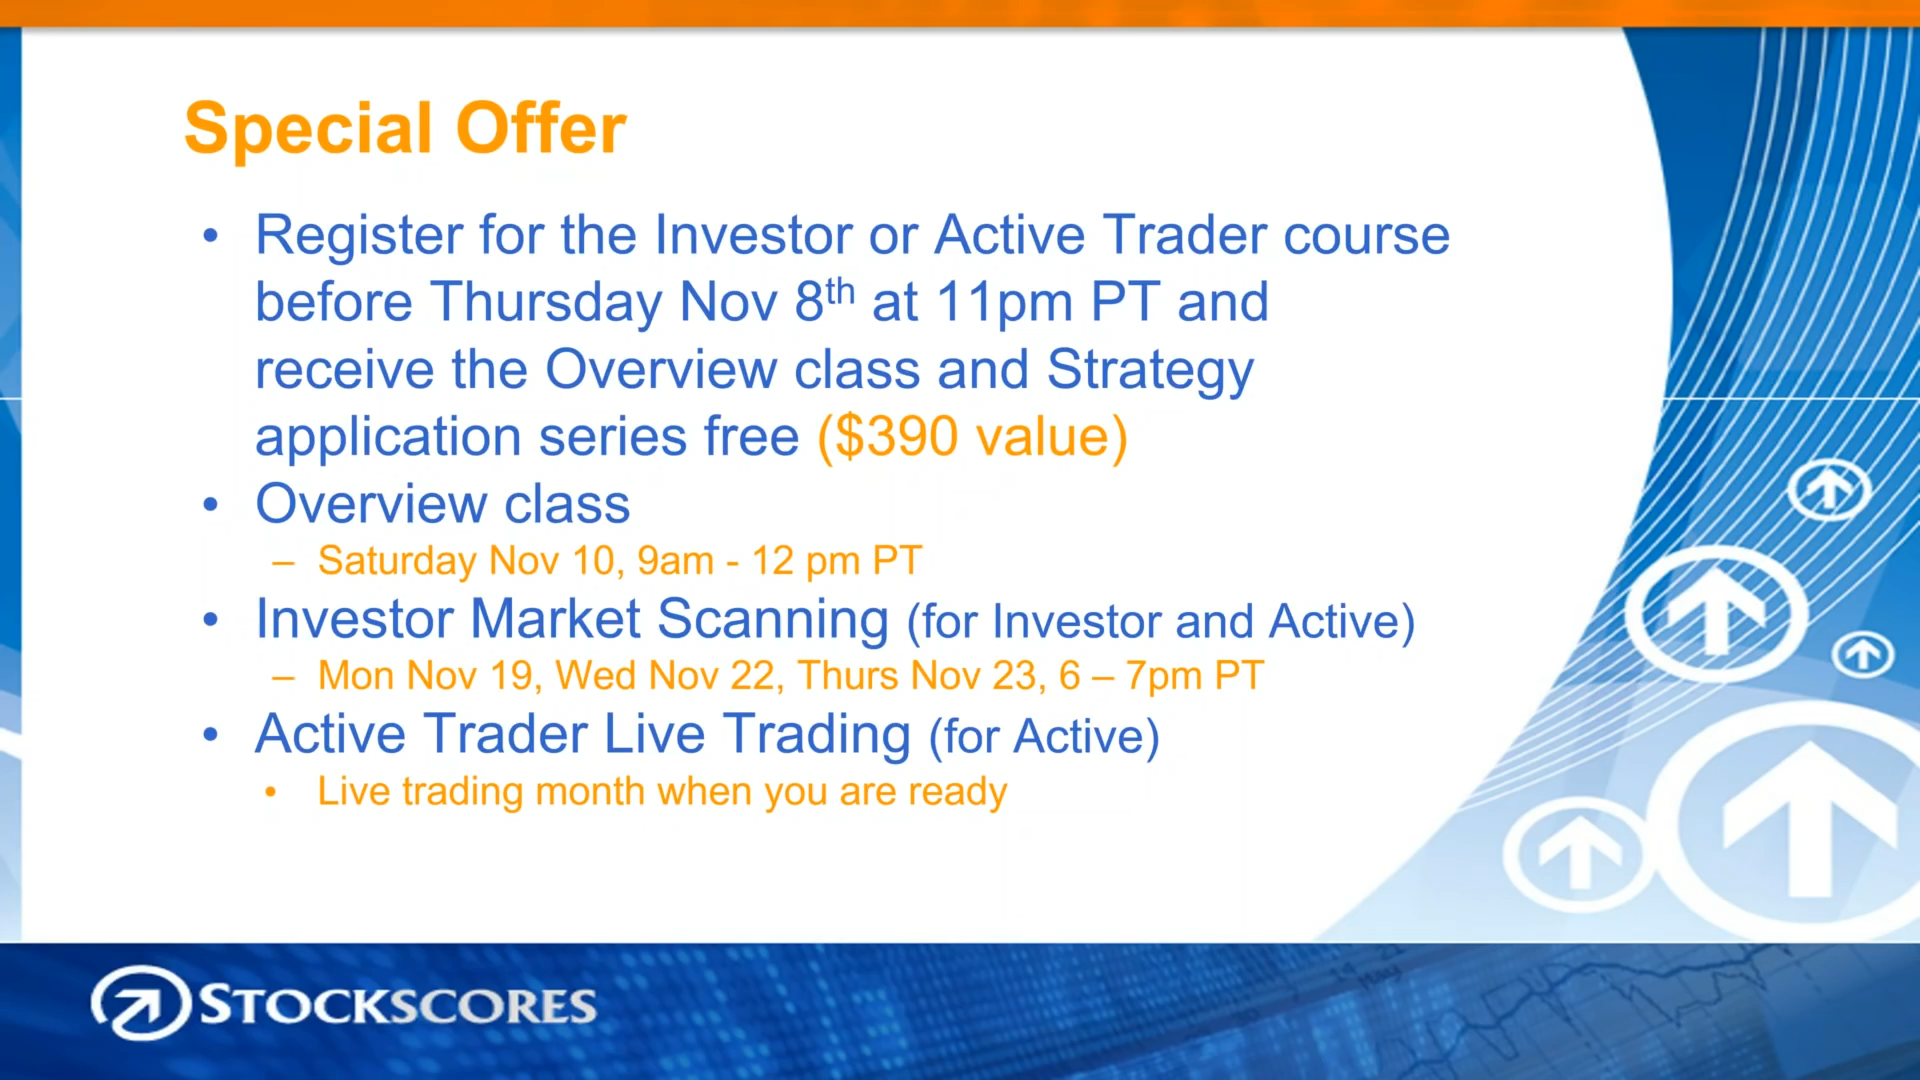 Special Offer
• Register for the Investor or Active Trader course
before Thursday Nov 8th at 11pm PT and
receive the Overview class and Strategy
application series free ($390 value)
• Overview class
– Saturday Nov 10, 9am - 12 pm PT
• Investor Market Scanning (for Investor and Active)
– Mon Nov 19, Wed Nov 22, Thurs Nov 23, 6 – 7pm PT
• Active Trader Live Trading (for Active)
• Live trading month when you are ready
STOCKSCORES